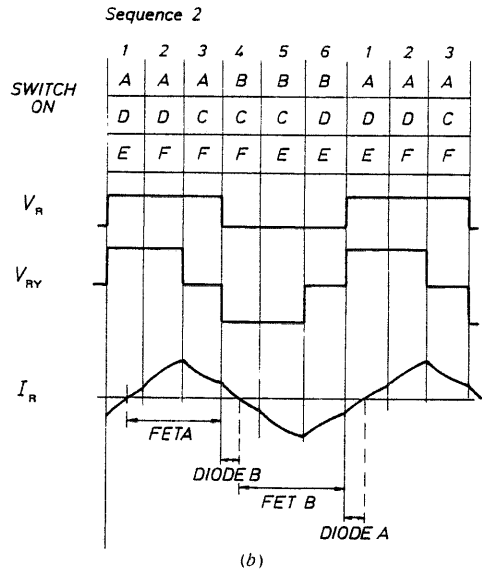 Sequence 2
1 2 3 4 5 6 1 2 3
SWITCH ON
A A A B B B A A A
D D C C C D D D C
E F F F E E E F F
V_R
V_RY
I_R
FETA
DIODE B
FET B
DIODE A
(b)